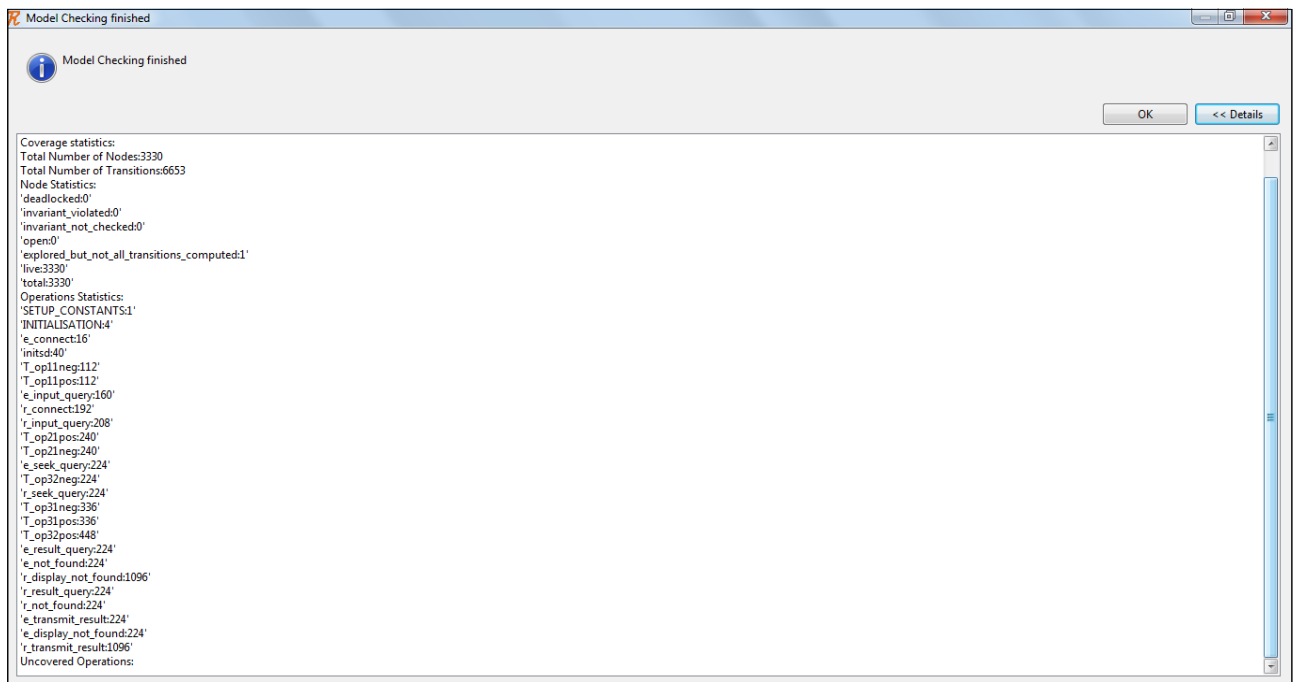 Model Checking finished
Model Checking finished
OK
<< Details
Coverage statistics:
Total Number of Nodes:3330
Total Number of Transitions:6653
Node Statistics:
'deadlocked:0'
'invariant_violated:0'
'invariant_not_checked:0'
'open:0'
'explored_but_not_all_transitions_computed:1'
'live:3330'
'total:3330'
Operations Statistics:
'SETUP_CONSTANTS:1'
'INITIALISATION:4'
'e_connect:16'
'initsd:40'
'T_op11neg:112'
'T_op11pos:112'
'e_input_query:160'
'r_connect:192'
'r_input_query:208'
'T_op21pos:240'
'T_op21neg:240'
'e_seek_query:224'
'T_op32neg:224'
'r_seek_query:224'
'T_op31neg:336'
'T_op31pos:336'
'T_op32pos:448'
'e_result_query:224'
'e_not_found:224'
'r_display_not_found:1096'
'r_result_query:224'
'r_not_found:224'
'e_transmit_result:224'
'e_display_not_found:224'
'r_transmit_result:1096'
Uncovered Operations: